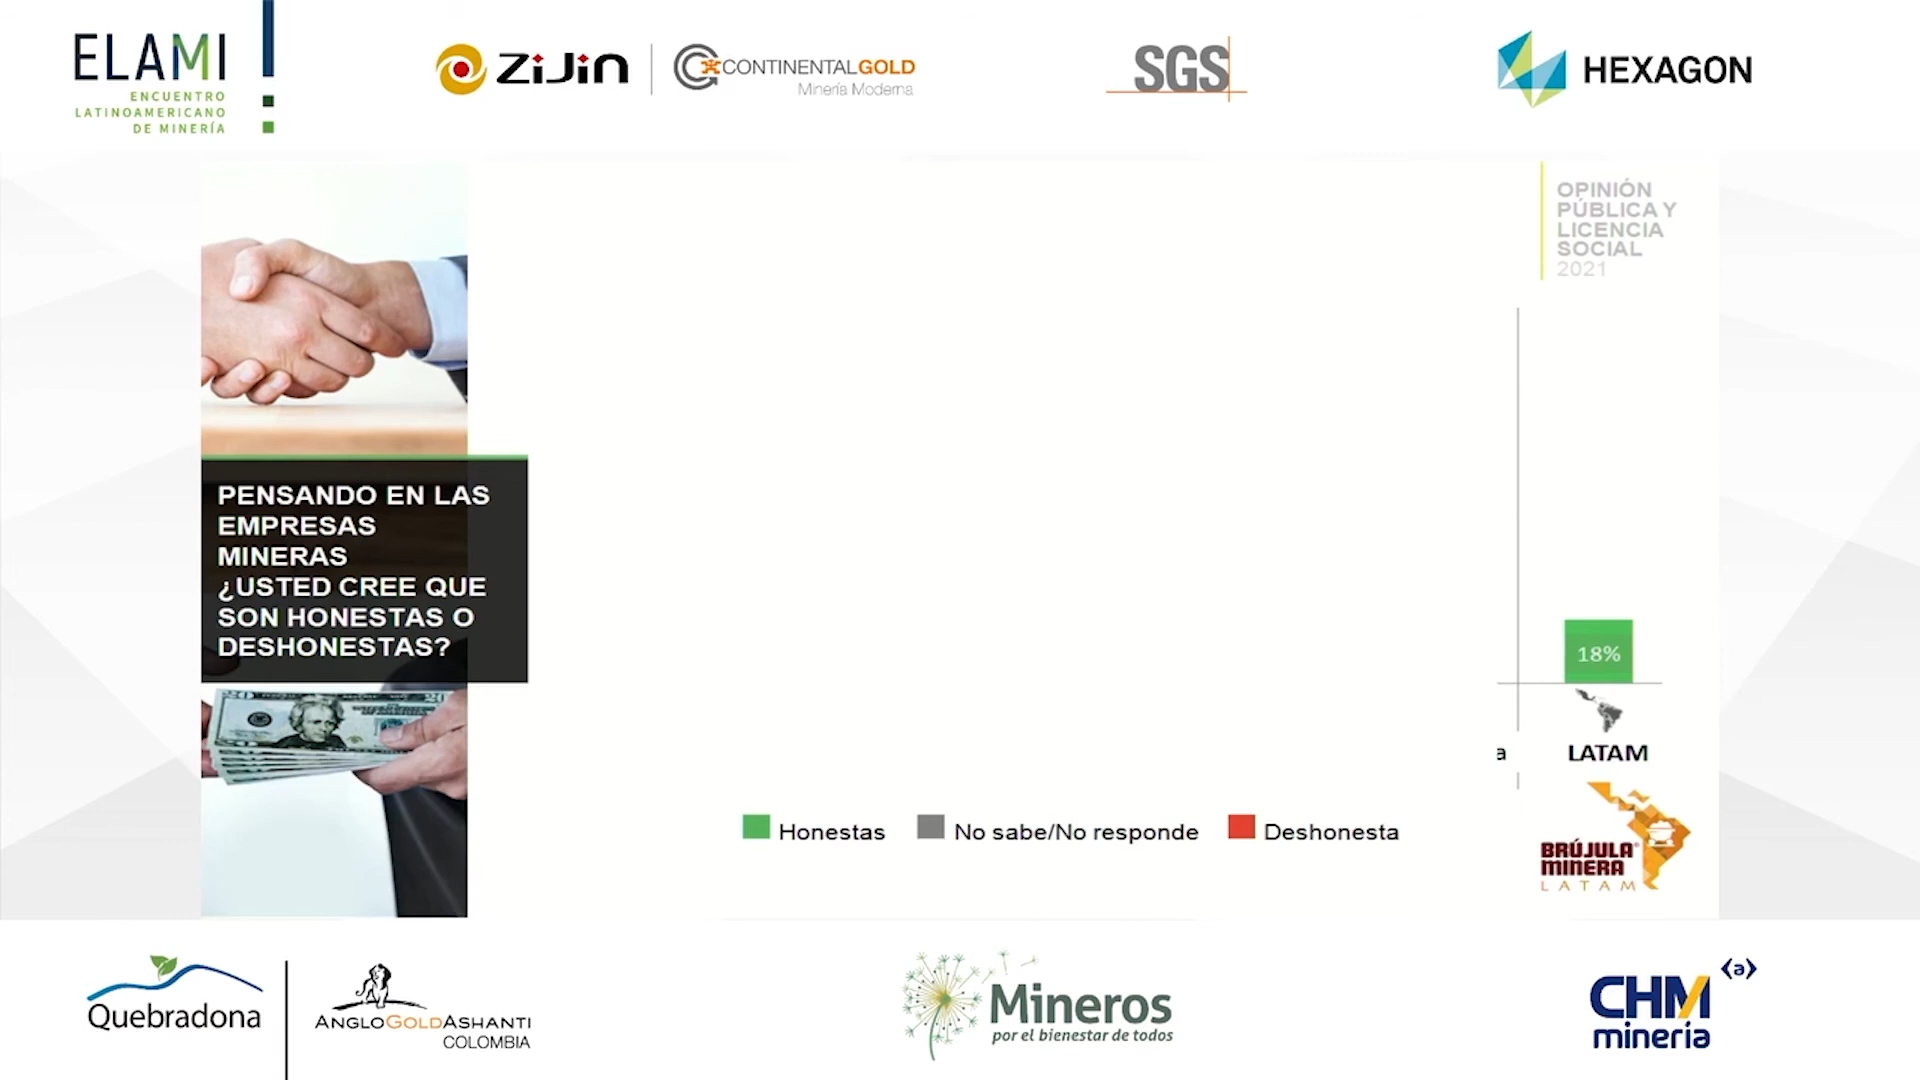 ELAMI
ENCUENTRO
LATINOAMERICANO
DE MINERÍA
ZiJin
CONTINENTALGOLD
Minería Moderna
SGS
HEXAGON
OPINIÓN
PÚBLICA Y
LICENCIA
SOCIAL
2021
PENSANDO EN LAS
EMPRESAS
MINERAS
¿USTED CREE QUE
SON HONESTAS O
DESHONESTAS?
18%
a
LATAM
Honestas
No sabe/No responde
Deshonesta
BRÚJULA
MINERA
LATAM
20
20
Quebradona
ANGLOGOLDASHANTI
COLOMBIA
Mineros
por el bienestar de todos
CHM
minería
(a)